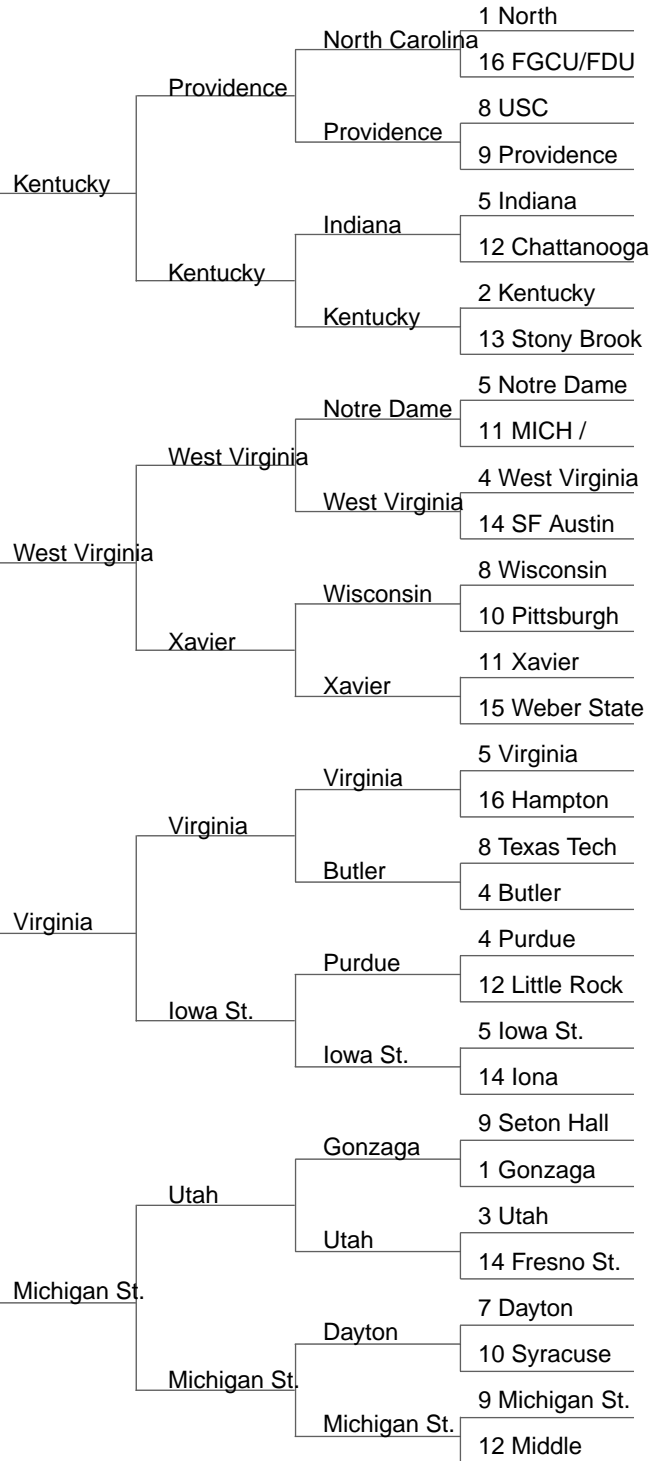 1 North
North Carolina
16 FGCU/FDU
Providence
8 USC
Providence
9 Providence
Kentucky
5 Indiana
Indiana
12 Chattanooga
Kentucky
2 Kentucky
Kentucky
13 Stony Brook
5 Notre Dame
Notre Dame
11 MICH /
West Virginia
4 West Virginia
West Virginia
14 SF Austin
West Virginia
8 Wisconsin
Wisconsin
10 Pittsburgh
Xavier
11 Xavier
Xavier
15 Weber State
5 Virginia
Virginia
16 Hampton
Virginia
8 Texas Tech
Butler
4 Butler
Virginia
4 Purdue
Purdue
12 Little Rock
Iowa St.
5 Iowa St.
Iowa St.
14 Iona
9 Seton Hall
Gonzaga
1 Gonzaga
Utah
3 Utah
Utah
14 Fresno St.
Michigan St.
7 Dayton
Dayton
10 Syracuse
Michigan St.
9 Michigan St.
Michigan St.
12 Middle